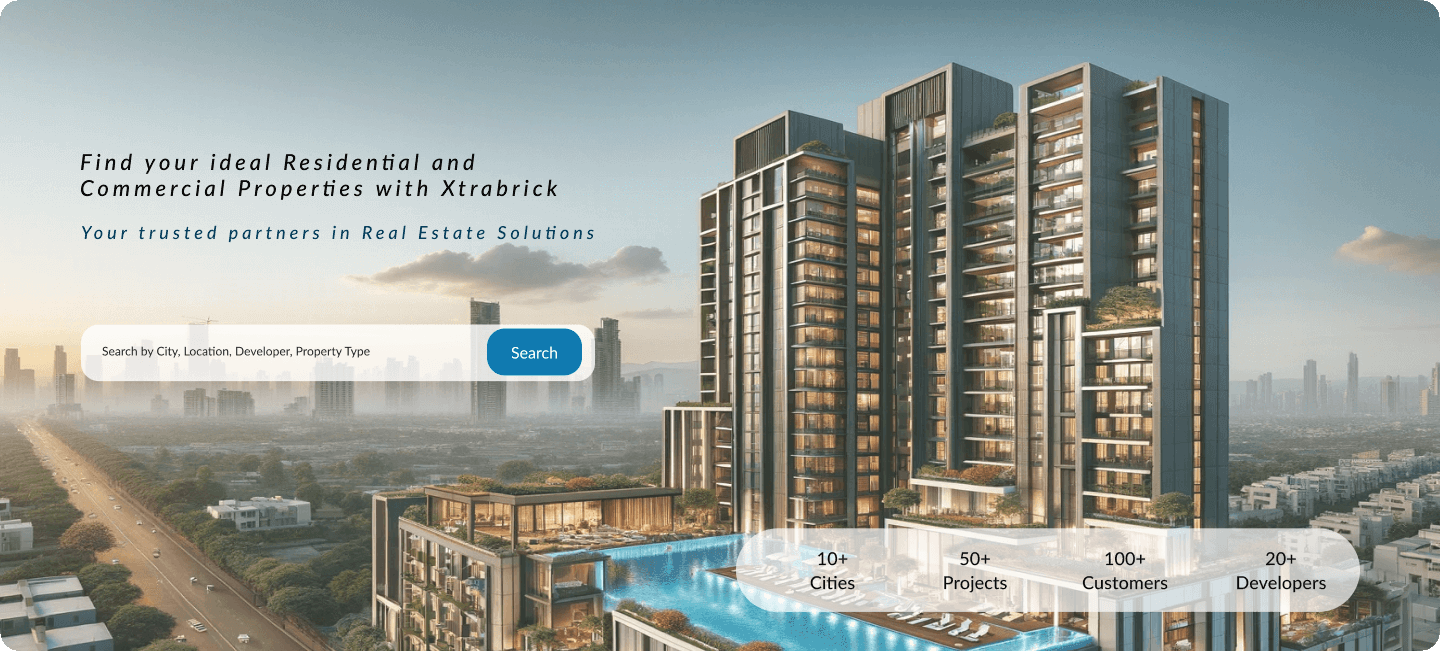 Find your ideal Residential and
Commercial Properties with Xtrabrick
Your trusted partners in Real Estate Solutions
Search by City, Location, Developer, Property Type
Search
10+
Cities
50+
Projects
100+
Customers
20+
Developers